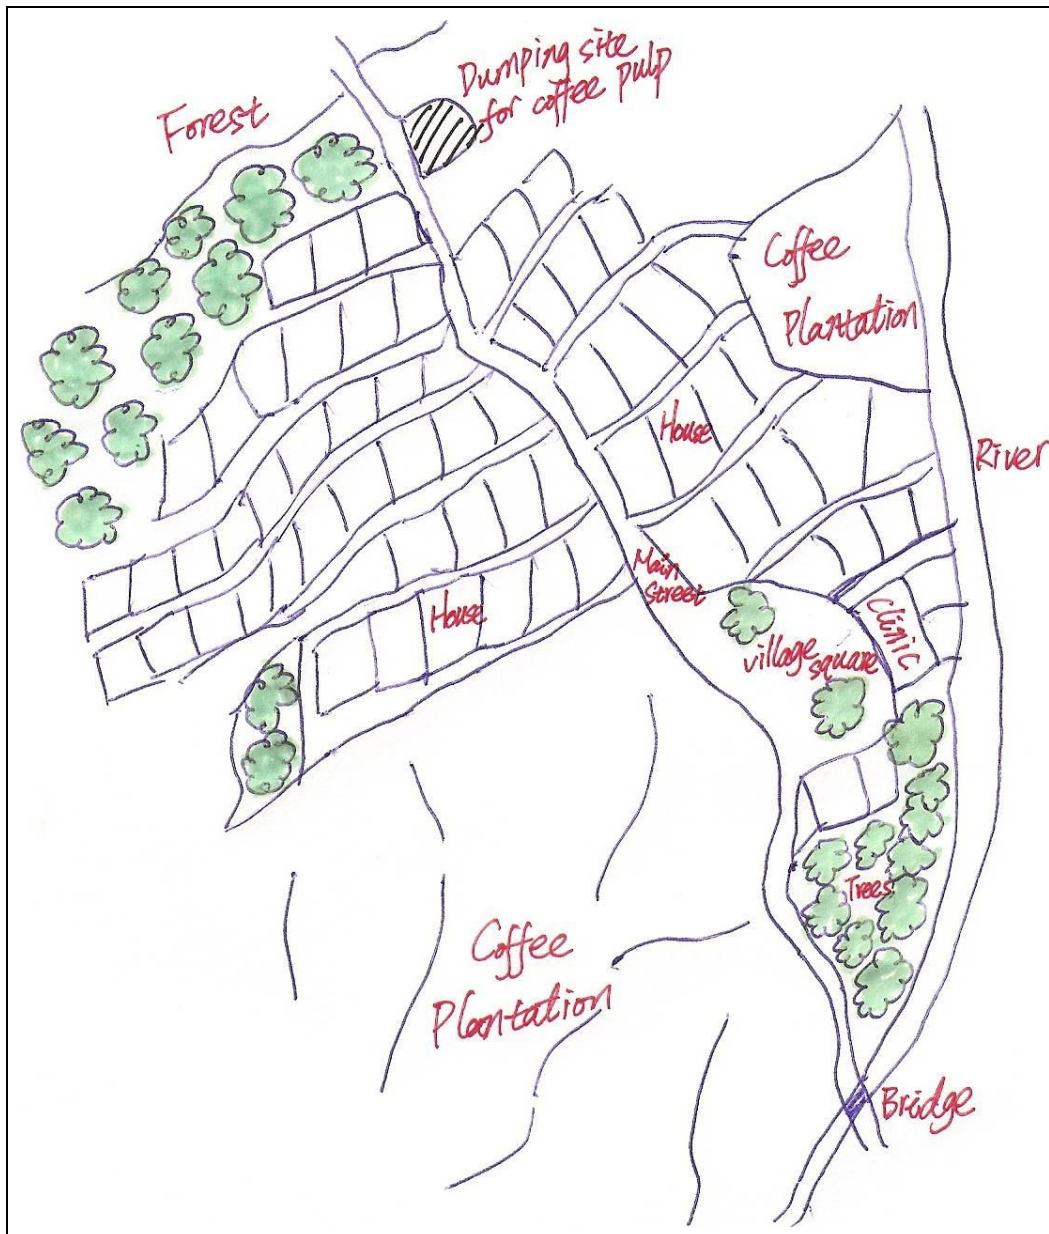 Dumping site
for coffee pulp
Forest
Coffee
Plantation
House
River
Main
Street
House
Clinic
village
square
Trees
Coffee
Plantation
Bridge